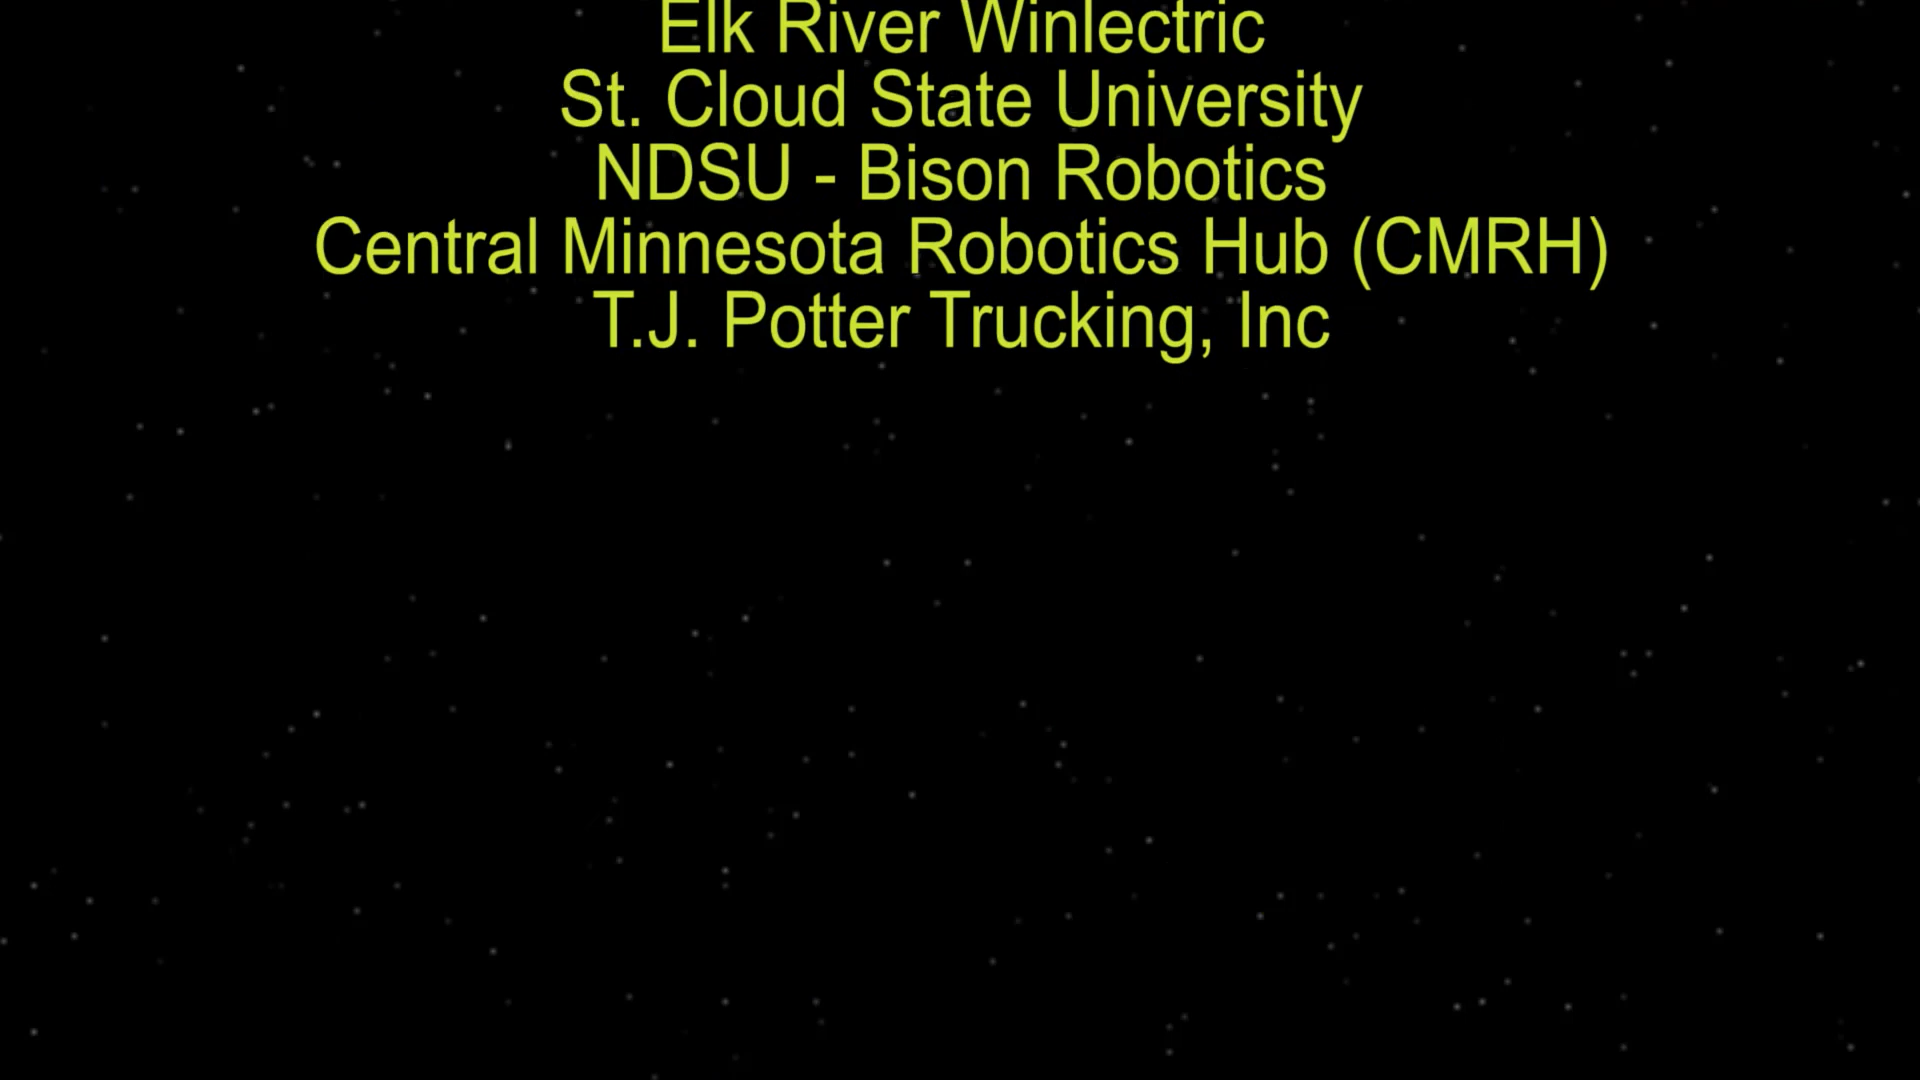 Elk River Winlectric
St. Cloud State University
NDSU - Bison Robotics
Central Minnesota Robotics Hub (CMRH)
T.J. Potter Trucking, Inc